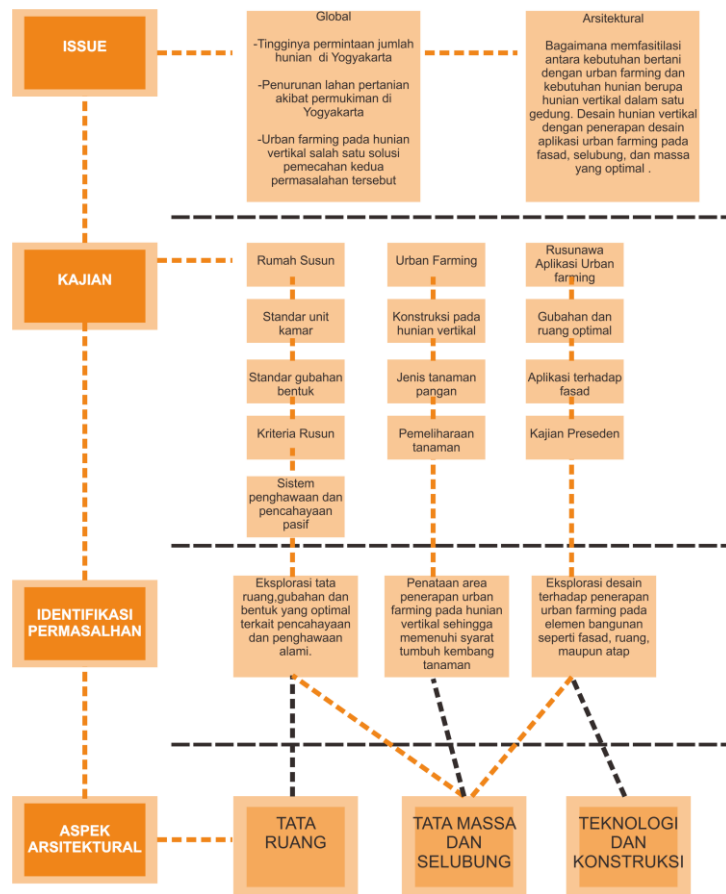 ISSUE
Global
-Tingginya permintaan jumlah
hunian di Yogyakarta
-Penurunan lahan pertanian
akibat permukiman di
Yogyakarta
-Urban farming pada hunian
vertikal salah satu solusi
pemecahan kedua
permasalahan tersebut
Arsitektural
Bagaimana memfasitilasi
antara kebutuhan bertani
dengan urban farming dan
kebutuhan hunian berupa
hunian vertikal dalam satu
gedung. Desain hunian vertikal
dengan penerapan desain
aplikasi urban farming pada
fasad, selubung, dan massa
yang optimal .
KAJIAN
Rumah Susun
Standar unit
kamar
Standar gubahan
bentuk
Kriteria Rusun
Sistem
penghawaan dan
pencahayaan
pasif
Urban Farming
Konstruksi pada
hunian vertikal
Jenis tanaman
pangan
Pemeliharaan
tanaman
Rusunawa
Aplikasi Urban
farming
Gubahan dan
ruang optimal
Aplikasi terhadap
fasad
Kajian Preseden
IDENTIFIKASI
PERMASALHAN
Eksplorasi tata
ruang,gubahan dan
bentuk yang optimal
terkait pencahayaan
dan penghawaan
alami.
Penataan area
penerapan urban
farming pada hunian
vertikal sehingga
memenuhi syarat
tumbuh kembang
tanaman
Eksplorasi desain
terhadap penerapan
urban farming pada
elemen bangunan
seperti fasad, ruang,
maupun atap
ASPEK
ARSITEKTURAL
TATA
RUANG
TATA MASSA
DAN
SELUBUNG
TEKNOLOGI
DAN
KONSTRUKSI